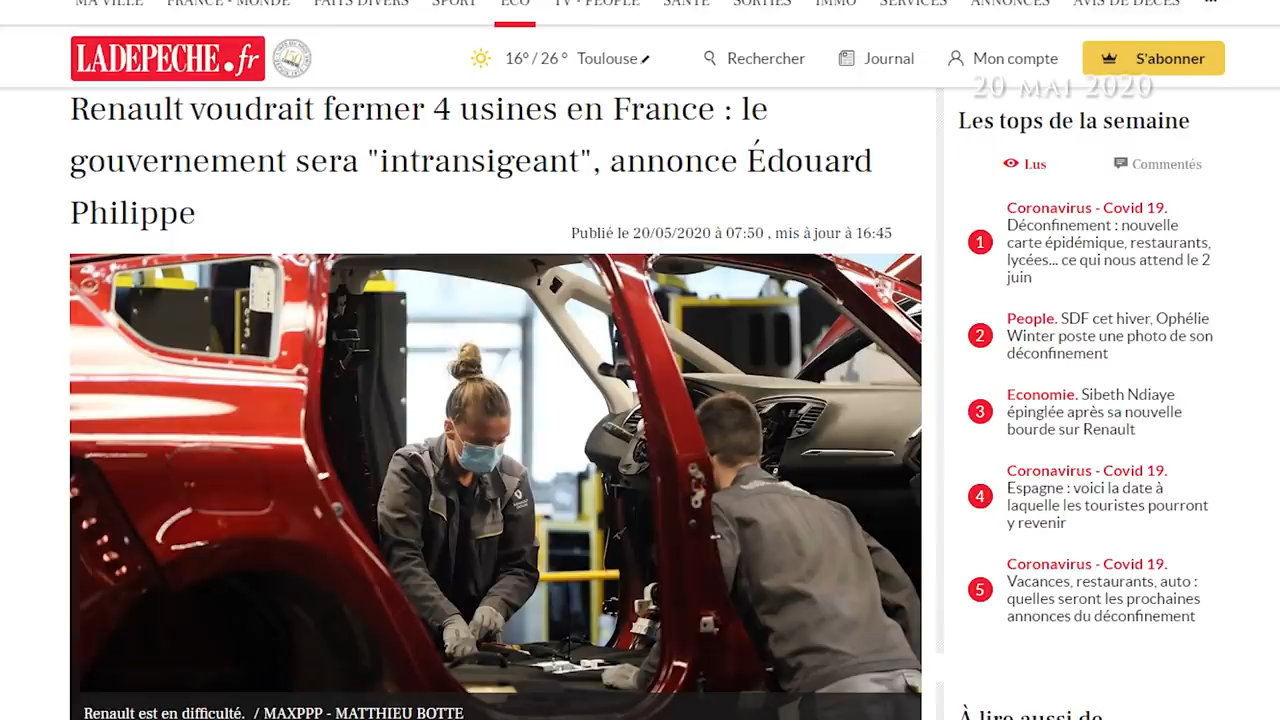 MA VILLE FRANCE - MONDE FAITS DIVERS SPORT ECO TV - PEOPLE SANTÉ SORTIES IMMO SERVICES ANNONCES AVIS DE DÉCÈS ...
LADEPECHE.fr
16° / 26° Toulouse
Rechercher
Journal
Mon compte
S'abonner
20 MAI 2020
Renault voudrait fermer 4 usines en France : le
gouvernement sera "intransigeant", annonce Édouard
Philippe
Publié le 20/05/2020 à 07:50 , mis à jour à 16:45
Renault est en difficulté. / MAXPPP - MATTHIEU BOTTE
Les tops de la semaine
Lus Commentés
1
Coronavirus - Covid 19.
Déconfinement : nouvelle
carte épidémique, restaurants,
lycées... ce qui nous attend le 2
juin
2
People. SDF cet hiver, Ophélie
Winter poste une photo de son
déconfinement
3
Economie. Sibeth Ndiaye
épinglée après sa nouvelle
bourde sur Renault
4
Coronavirus - Covid 19.
Espagne : voici la date à
laquelle les touristes pourront
y revenir
5
Coronavirus - Covid 19.
Vacances, restaurants, auto :
quelles seront les prochaines
annonces du déconfinement
À lire aussi de